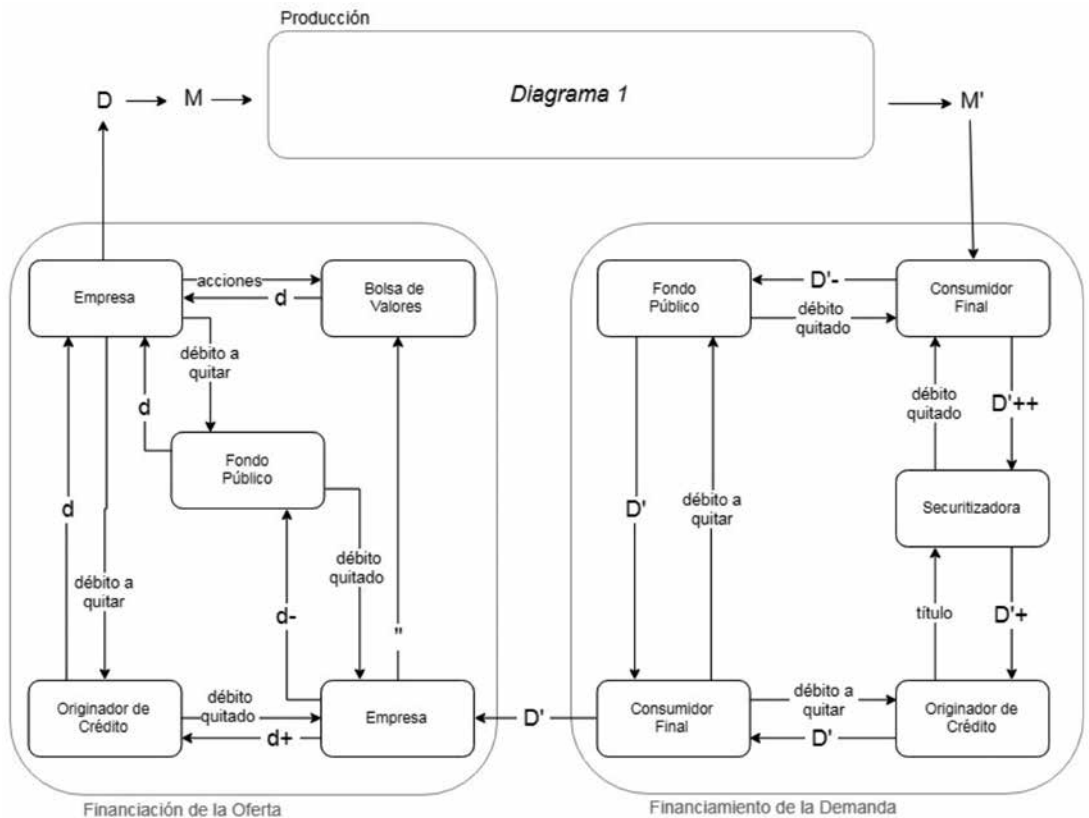 Producción
Diagrama 1
D
M
M'
Empresa
acciones
d
Bolsa de
Valores
débito a
quitar
d
Fondo
Público
d
débito a
quitar
débito
quitado
d-
"
Originador de
Crédito
débito
quitado
d+
Empresa
D'
Financiación de la Oferta
Fondo
Público
D'-
débito
quitado
Consumidor
Final
débito
quitado
D'++
D'
débito a
quitar
Securitizadora
título
D'+
Consumidor
Final
débito a
quitar
D'
Originador de
Crédito
Financiamiento de la Demanda